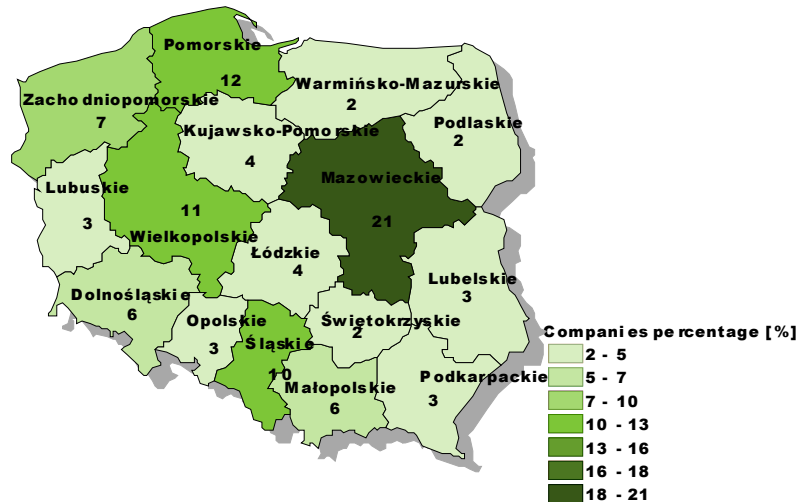 Pomorskie
12
Warmińsko-Mazurskie
2
Zachodniopomorskie
7
Kujawsko-Pomorskie
4
Podlaskie
2
Mazowieckie
21
Lubuskie
3
11
Wielkopolskie
Łódzkie
4
Lubelskie
3
Dolnośląskie
6
Opolskie
3
Śląskie
10
Świętokrzyskie
2
Małopolskie
6
Podkarpackie
3
Companies percentage [%]
2 - 5
5 - 7
7 - 10
10 - 13
13 - 16
16 - 18
18 - 21